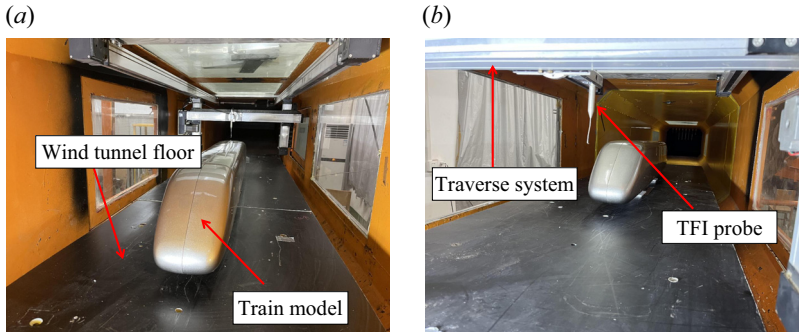 (a)
(b)
Wind tunnel floor
Train model
Traverse system
TFI probe